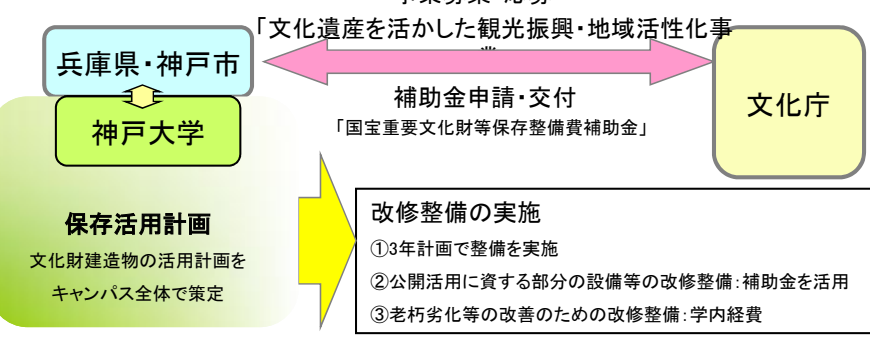 「文化遺産を活かした観光振興・地域活性化事
兵庫県・神戸市
補助金申請・交付
「国宝重要文化財等保存整備費補助金」
文化庁
神戸大学
保存活用計画
文化財建造物の活用計画を
キャンパス全体で策定
改修整備の実施
①3年計画で整備を実施
②公開活用に資する部分の設備等の改修整備:補助金を活用
③老朽劣化等の改善のための改修整備:学内経費